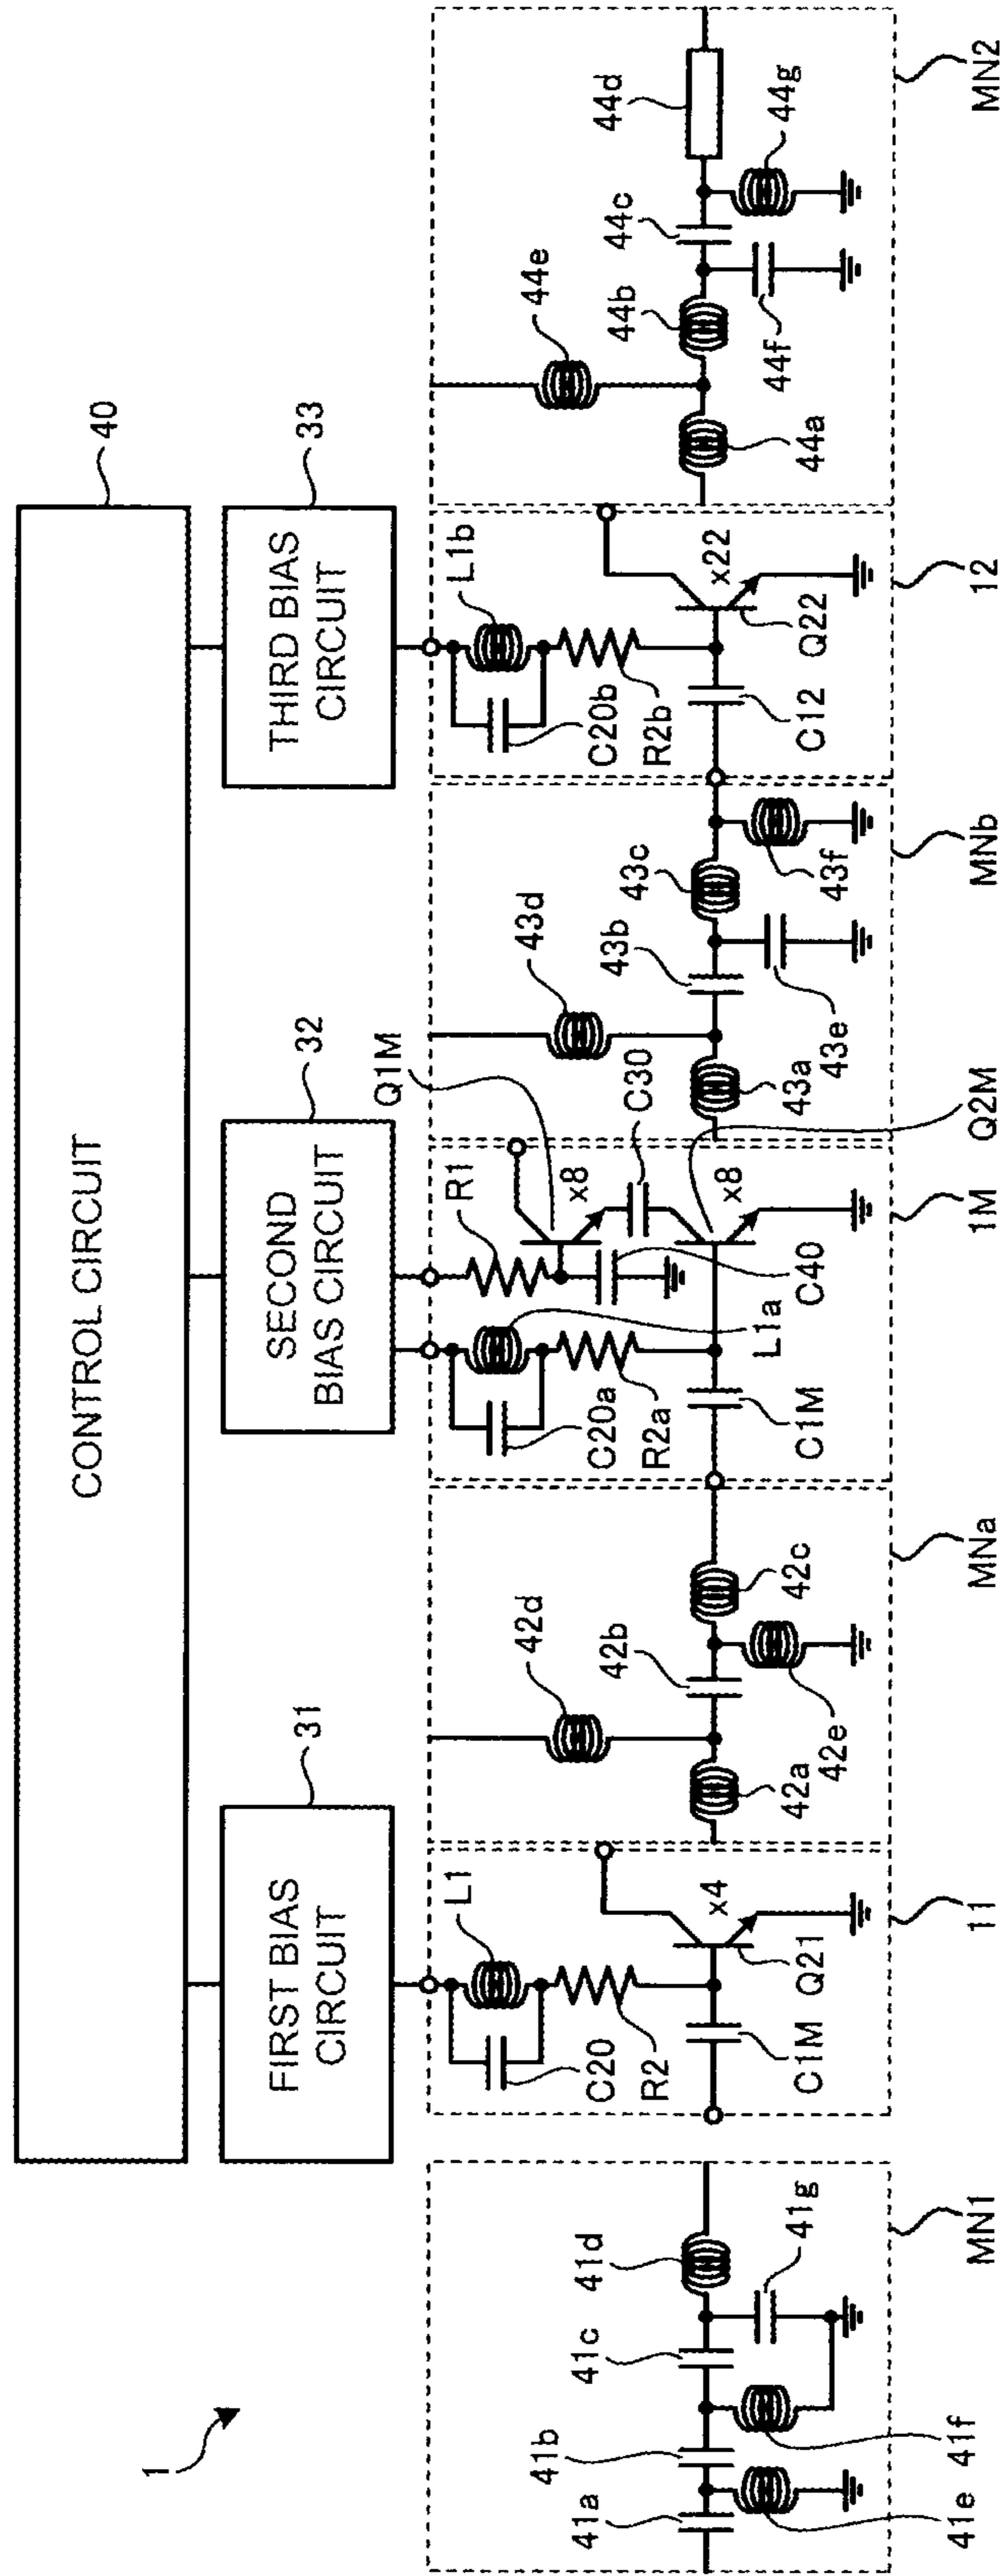 1
CONTROL CIRCUIT
40
FIRST BIAS
CIRCUIT
31
SECOND
BIAS CIRCUIT
32
THIRD BIAS
CIRCUIT
33
41a
41b
41c
41d
41e
41f
41g
MN1
L1
C20
R2
C1M
x4
Q21
11
42a
42b
42c
42d
42e
MNa
C20a
R2a
C1M
L1a
R1
Q1M
x8
C30
C40
x8
Q2M
1M
43a
43b
43c
43d
43e
43f
MNb
L1b
C20b
R2b
C12
x22
Q22
12
44a
44b
44c
44d
44e
44f
44g
MN2